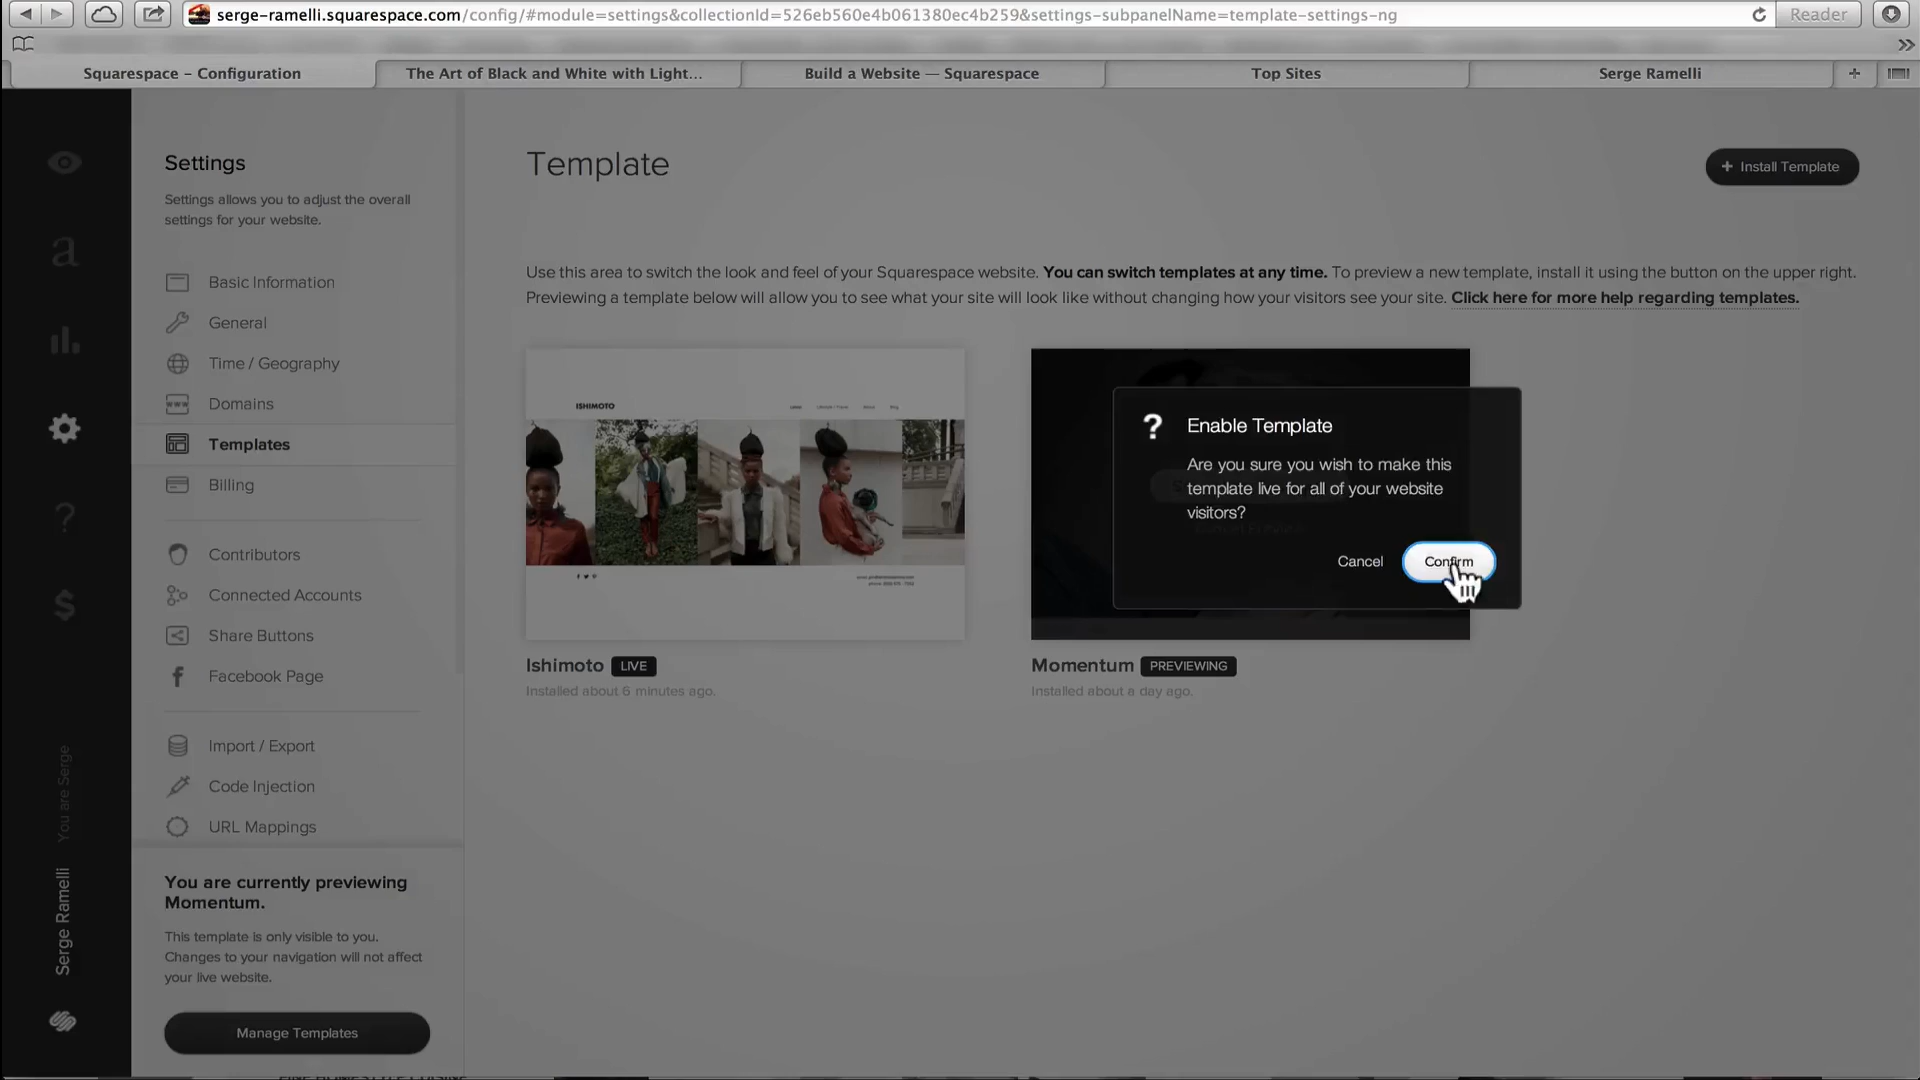 serge-ramelli.squarespace.com/config/#module=settings&collectionId=526eb560e4b061380ec4b259&settings-subpanelName=template-settings-ng
Reader
Squarespace – Configuration
The Art of Black and White with Light...
Build a Website — Squarespace
Top Sites
Serge Ramelli
+
Settings
Settings allows you to adjust the overall
settings for your website.
Basic Information
General
Time / Geography
Domains
Templates
Billing
Contributors
Connected Accounts
Share Buttons
Facebook Page
Import / Export
Code Injection
URL Mappings
You are currently previewing
Momentum.
This template is only visible to you.
Changes to your navigation will not affect
your live website.
Manage Templates
a
?
$
You are Serge
Serge Ramelli
Template
+ Install Template
Use this area to switch the look and feel of your Squarespace website. You can switch templates at any time. To preview a new template, install it using the button on the upper right.
Previewing a template below will allow you to see what your site will look like without changing how your visitors see your site. Click here for more help regarding templates.
ISHIMOTO
Ishimoto LIVE
Installed about 6 minutes ago.
Momentum PREVIEWING
Installed about a day ago.
? Enable Template
Are you sure you wish to make this
template live for all of your website
visitors?
Cancel
Confirm